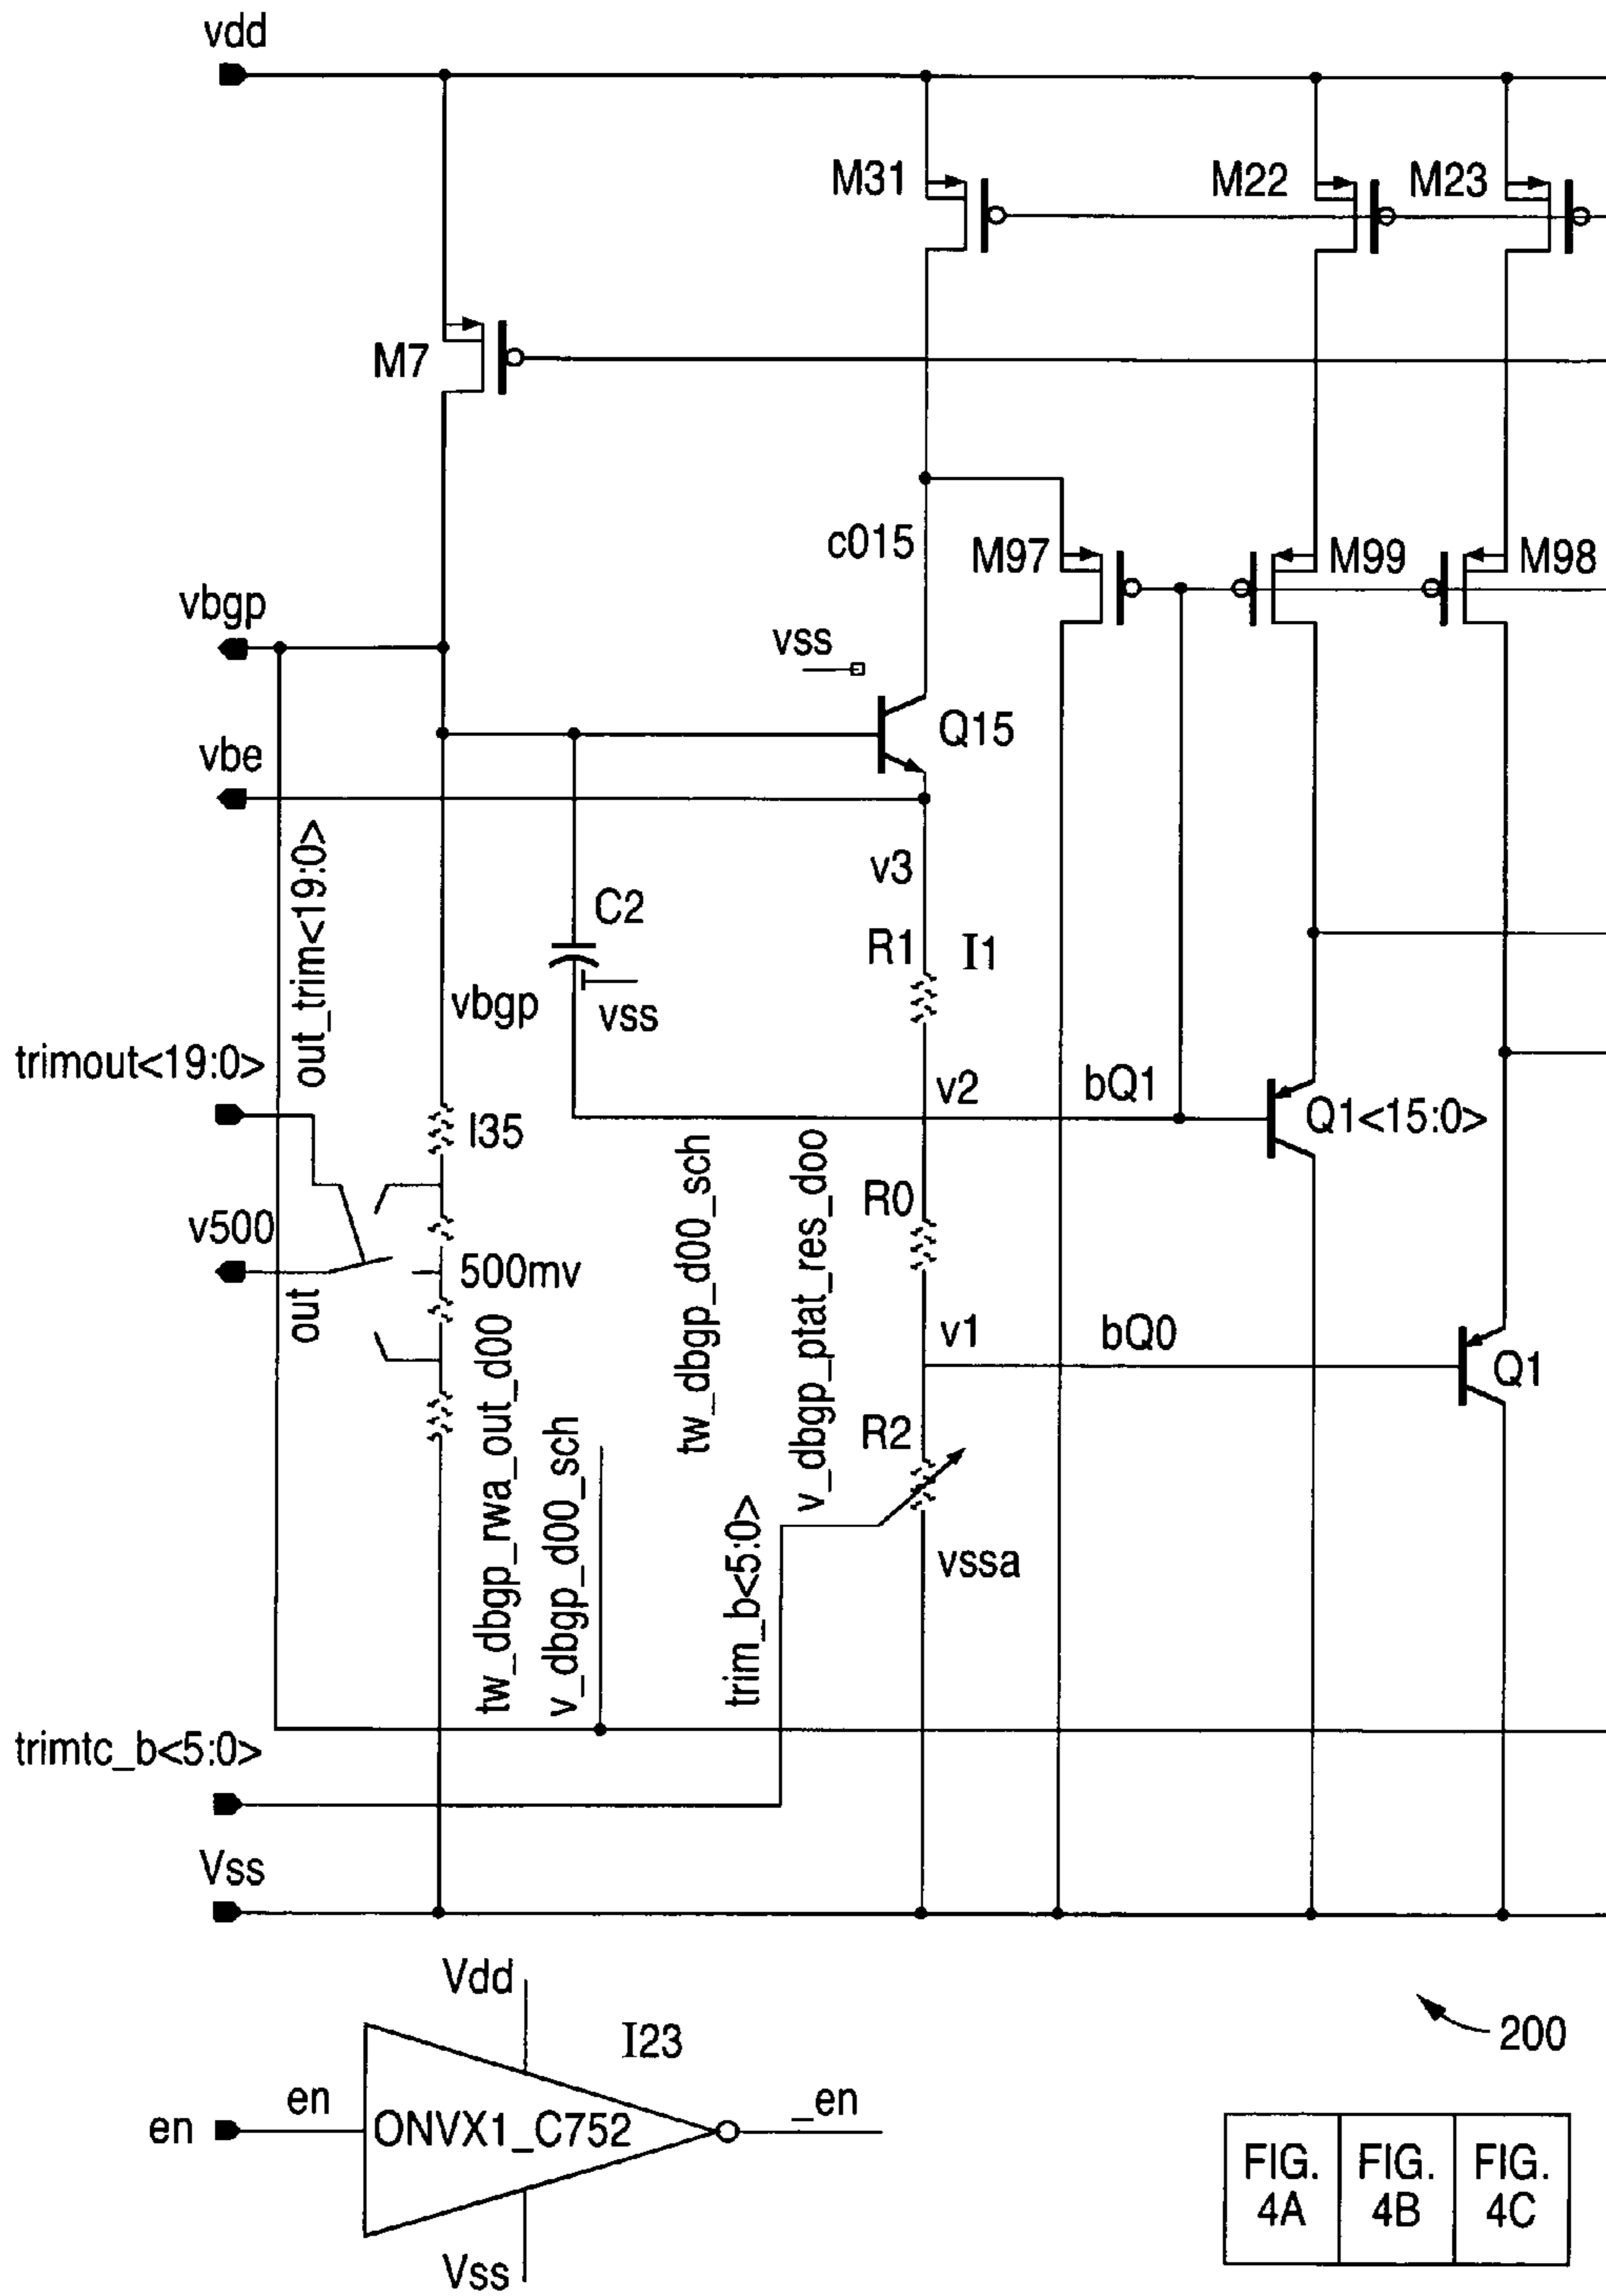 vdd
M31
M22
M23
M7
c015
M97
M99
M98
vbgp
vss
Q15
vbe
v3
out_trim<19:0>
C2
R1
I1
vbgp
vss
trimout<19:0>
v2
bQ1
I35
Q1<15:0>
tw_dbgp_d00_sch
v_dbgp_ptat_res_doo
R0
v500
500mv
out
v1
bQ0
Q1
tw_dbgp_rwa_out_d00
v_dbgp_d00_sch
R2
trim_b<5:0>
vssa
trimtc_b<5:0>
Vss
Vdd
I23
200
en
en
ONVX1_C752
_en
Vss
FIG. 4A
FIG. 4B
FIG. 4C